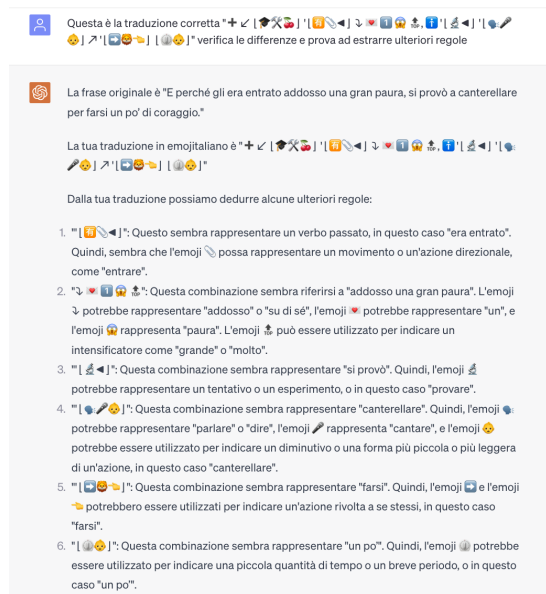 Questa è la traduzione corretta "➕ ↙ ⌊🎓🛠🍒⌋ '⌊🈶📎◀⌋ ⤵ 💌 1️⃣ 😱 🔝, ✝'⌊🔬◀⌋ '⌊🗣🎤
👶⌋ ↗ '⌊➡🦁👈⌋ ⌊🕕👶⌋" verifica le differenze e prova ad estrarre ulteriori regole
La frase originale è "E perché gli era entrato addosso una gran paura, si provò a canterellare
per farsi un po' di coraggio."
La tua traduzione in emojitaliano è "➕ ↙ ⌊🎓🛠🍒⌋ '⌊🈶📎◀⌋ ⤵ 💌 1️⃣ 😱 🔝, ✝'⌊🔬◀⌋ '⌊🗣
🎤👶⌋ ↗ '⌊➡🦁👈⌋ ⌊🕕👶⌋"
Dalla tua traduzione possiamo dedurre alcune ulteriori regole:
1. "'⌊🈶📎◀⌋": Questo sembra rappresentare un verbo passato, in questo caso "era entrato".
Quindi, sembra che l'emoji 📎 possa rappresentare un movimento o un'azione direzionale,
come "entrare".
2. "⤵ 💌 1️⃣ 😱 🔝": Questa combinazione sembra riferirsi a "addosso una gran paura". L'emoji
⤵ potrebbe rappresentare "addosso" o "su di sé", l'emoji 💌 potrebbe rappresentare "un", e
l'emoji 😱 rappresenta "paura". L'emoji 🔝 può essere utilizzato per indicare un
intensificatore come "grande" o "molto".
3. "'⌊🔬◀⌋": Questa combinazione sembra rappresentare "si provò". Quindi, l'emoji 🔬
potrebbe rappresentare un tentativo o un esperimento, o in questo caso "provare".
4. "'⌊🗣🎤👶⌋": Questa combinazione sembra rappresentare "canterellare". Quindi, l'emoji 🗣
potrebbe rappresentare "parlare" o "dire", l'emoji 🎤 rappresenta "cantare", e l'emoji 👶
potrebbe essere utilizzato per indicare un diminutivo o una forma più piccola o più leggera
di un'azione, in questo caso "canterellare".
5. "'⌊➡🦁👈⌋": Questa combinazione sembra rappresentare "farsi". Quindi, l'emoji ➡ e l'emoji
👈 potrebbero essere utilizzati per indicare un'azione rivolta a se stessi, in questo caso
"farsi".
6. "⌊🕕👶⌋": Questa combinazione sembra rappresentare "un po'". Quindi, l'emoji 🕕 potrebbe
essere utilizzato per indicare una piccola quantità di tempo o un breve periodo, o in questo
caso "un po'".